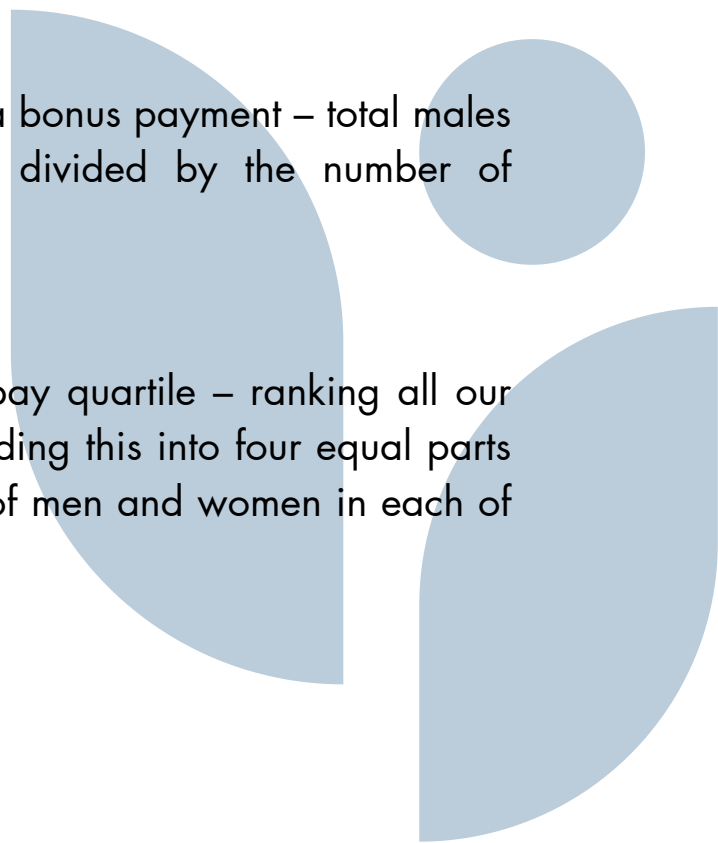 a bonus payment – total males
divided by the number of
pay quartile – ranking all our
ding this into four equal parts
of men and women in each of